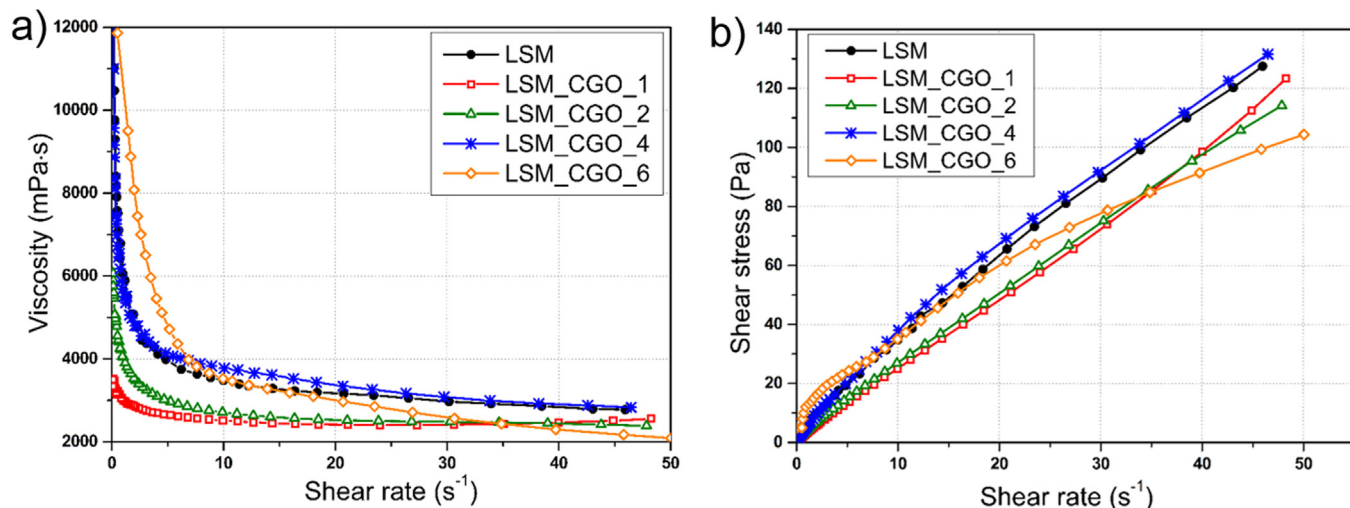 a)
12000
10000
8000
6000
4000
2000
Viscosity (mPa·s)
LSM
LSM_CGO_1
LSM_CGO_2
LSM_CGO_4
LSM_CGO_6
0 10 20 30 40 50
Shear rate (s⁻¹)
b)
140
120
100
80
60
40
20
0
Shear stress (Pa)
LSM
LSM_CGO_1
LSM_CGO_2
LSM_CGO_4
LSM_CGO_6
0 10 20 30 40 50
Shear rate (s⁻¹)